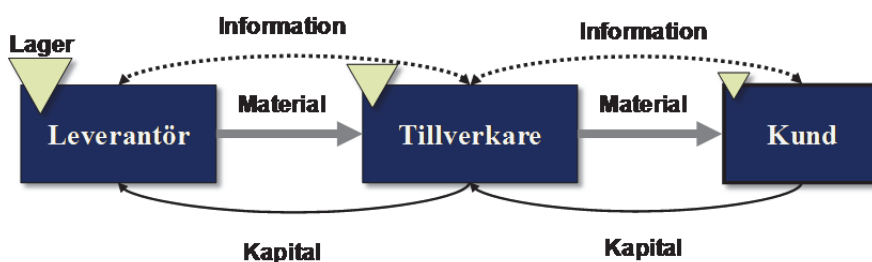 Information
Information
Lager
Material
Material
Leverantör
Tillverkare
Kund
Kapital
Kapital